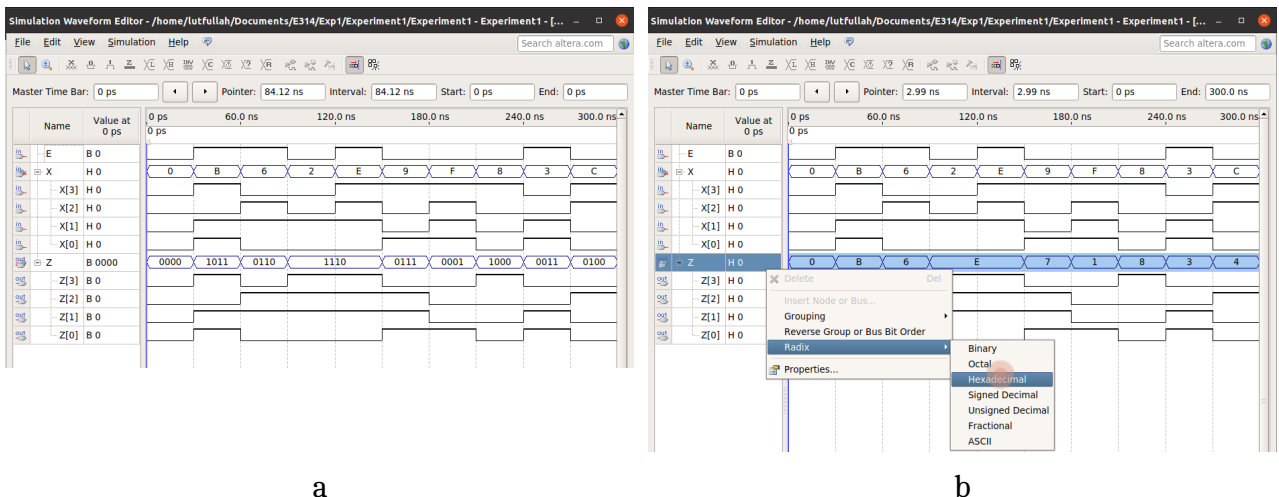 Simulation Waveform Editor - /home/lutfullah/Documents/E314/Exp1/Experiment1/Experiment1 - Experiment1 - [...
File Edit View Simulation Help Search altera.com
Master Time Bar: 0 ps Pointer: 84.12 ns Interval: 84.12 ns Start: 0 ps End: 0 ps
Name Value at 0 ps
0 ps 60.0 ns 120.0 ns 180.0 ns 240.0 ns 300.0 ns
0 ps
E B 0
X H 0 0 B 6 2 E 9 F 8 3 C
X[3] H 0
X[2] H 0
X[1] H 0
X[0] H 0
Z B 0000 0000 1011 0110 1110 0111 0001 1000 0011 0100
Z[3] B 0
Z[2] B 0
Z[1] B 0
Z[0] B 0
a
Simulation Waveform Editor - /home/lutfullah/Documents/E314/Exp1/Experiment1/Experiment1 - Experiment1 - [...
File Edit View Simulation Help Search altera.com
Master Time Bar: 0 ps Pointer: 2.99 ns Interval: 2.99 ns Start: 0 ps End: 300.0 ns
Name Value at 0 ps
0 ps 60.0 ns 120.0 ns 180.0 ns 240.0 ns 300.0 ns
0 ps
E B 0
X H 0 0 B 6 2 E 9 F 8 3 C
X[3] H 0
X[2] H 0
X[1] H 0
X[0] H 0
Z H 0 0 B 6 E 7 1 8 3 4
Z[3] H 0
Z[2] H 0
Z[1] H 0
Z[0] H 0
Delete Del
Insert Node or Bus...
Grouping
Reverse Group or Bus Bit Order
Radix
Properties...
Binary
Octal
Hexadecimal
Signed Decimal
Unsigned Decimal
Fractional
ASCII
b